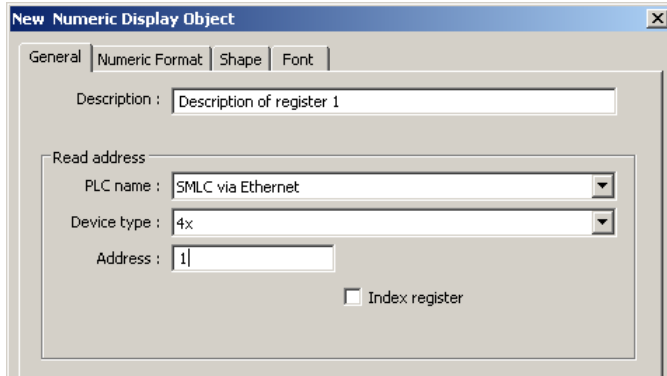 New Numeric Display Object
General Numeric Format Shape Font
Description : Description of register 1
Read address
PLC name : SMLC via Ethernet
Device type : 4x
Address : 1
Index register